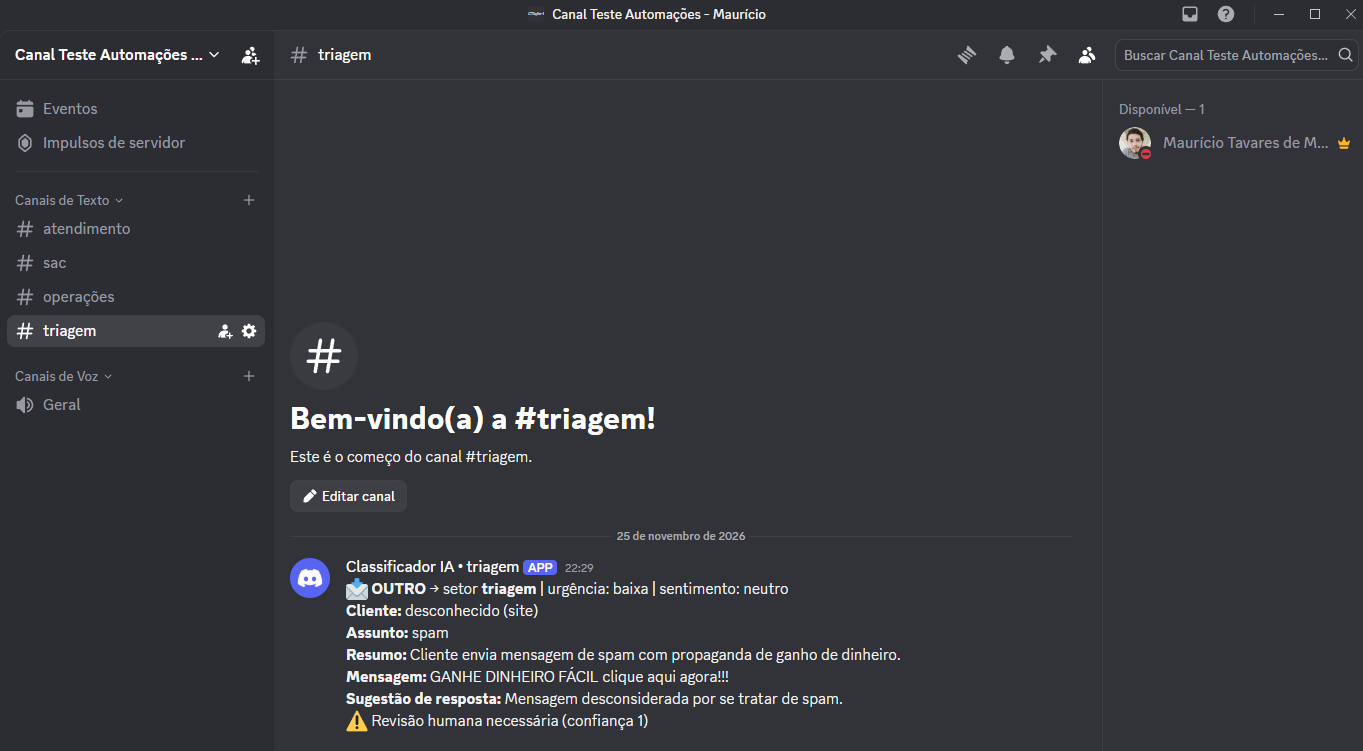 Canal Teste Automações - Maurício
Canal Teste Automações ...
# triagem
Buscar Canal Teste Automações...
Eventos
Impulsos de servidor
Canais de Texto
# atendimento
# sac
# operações
# triagem
Canais de Voz
Geral
Bem-vindo(a) a #triagem!
Este é o começo do canal #triagem.
Editar canal
25 de novembro de 2026
Classificador IA • triagem APP 22:29
📩 OUTRO → setor triagem | urgência: baixa | sentimento: neutro
Cliente: desconhecido (site)
Assunto: spam
Resumo: Cliente envia mensagem de spam com propaganda de ganho de dinheiro.
Mensagem: GANHE DINHEIRO FÁCIL clique aqui agora!!!
Sugestão de resposta: Mensagem desconsiderada por se tratar de spam.
⚠️ Revisão humana necessária (confiança 1)
Disponível — 1
Maurício Tavares de M...